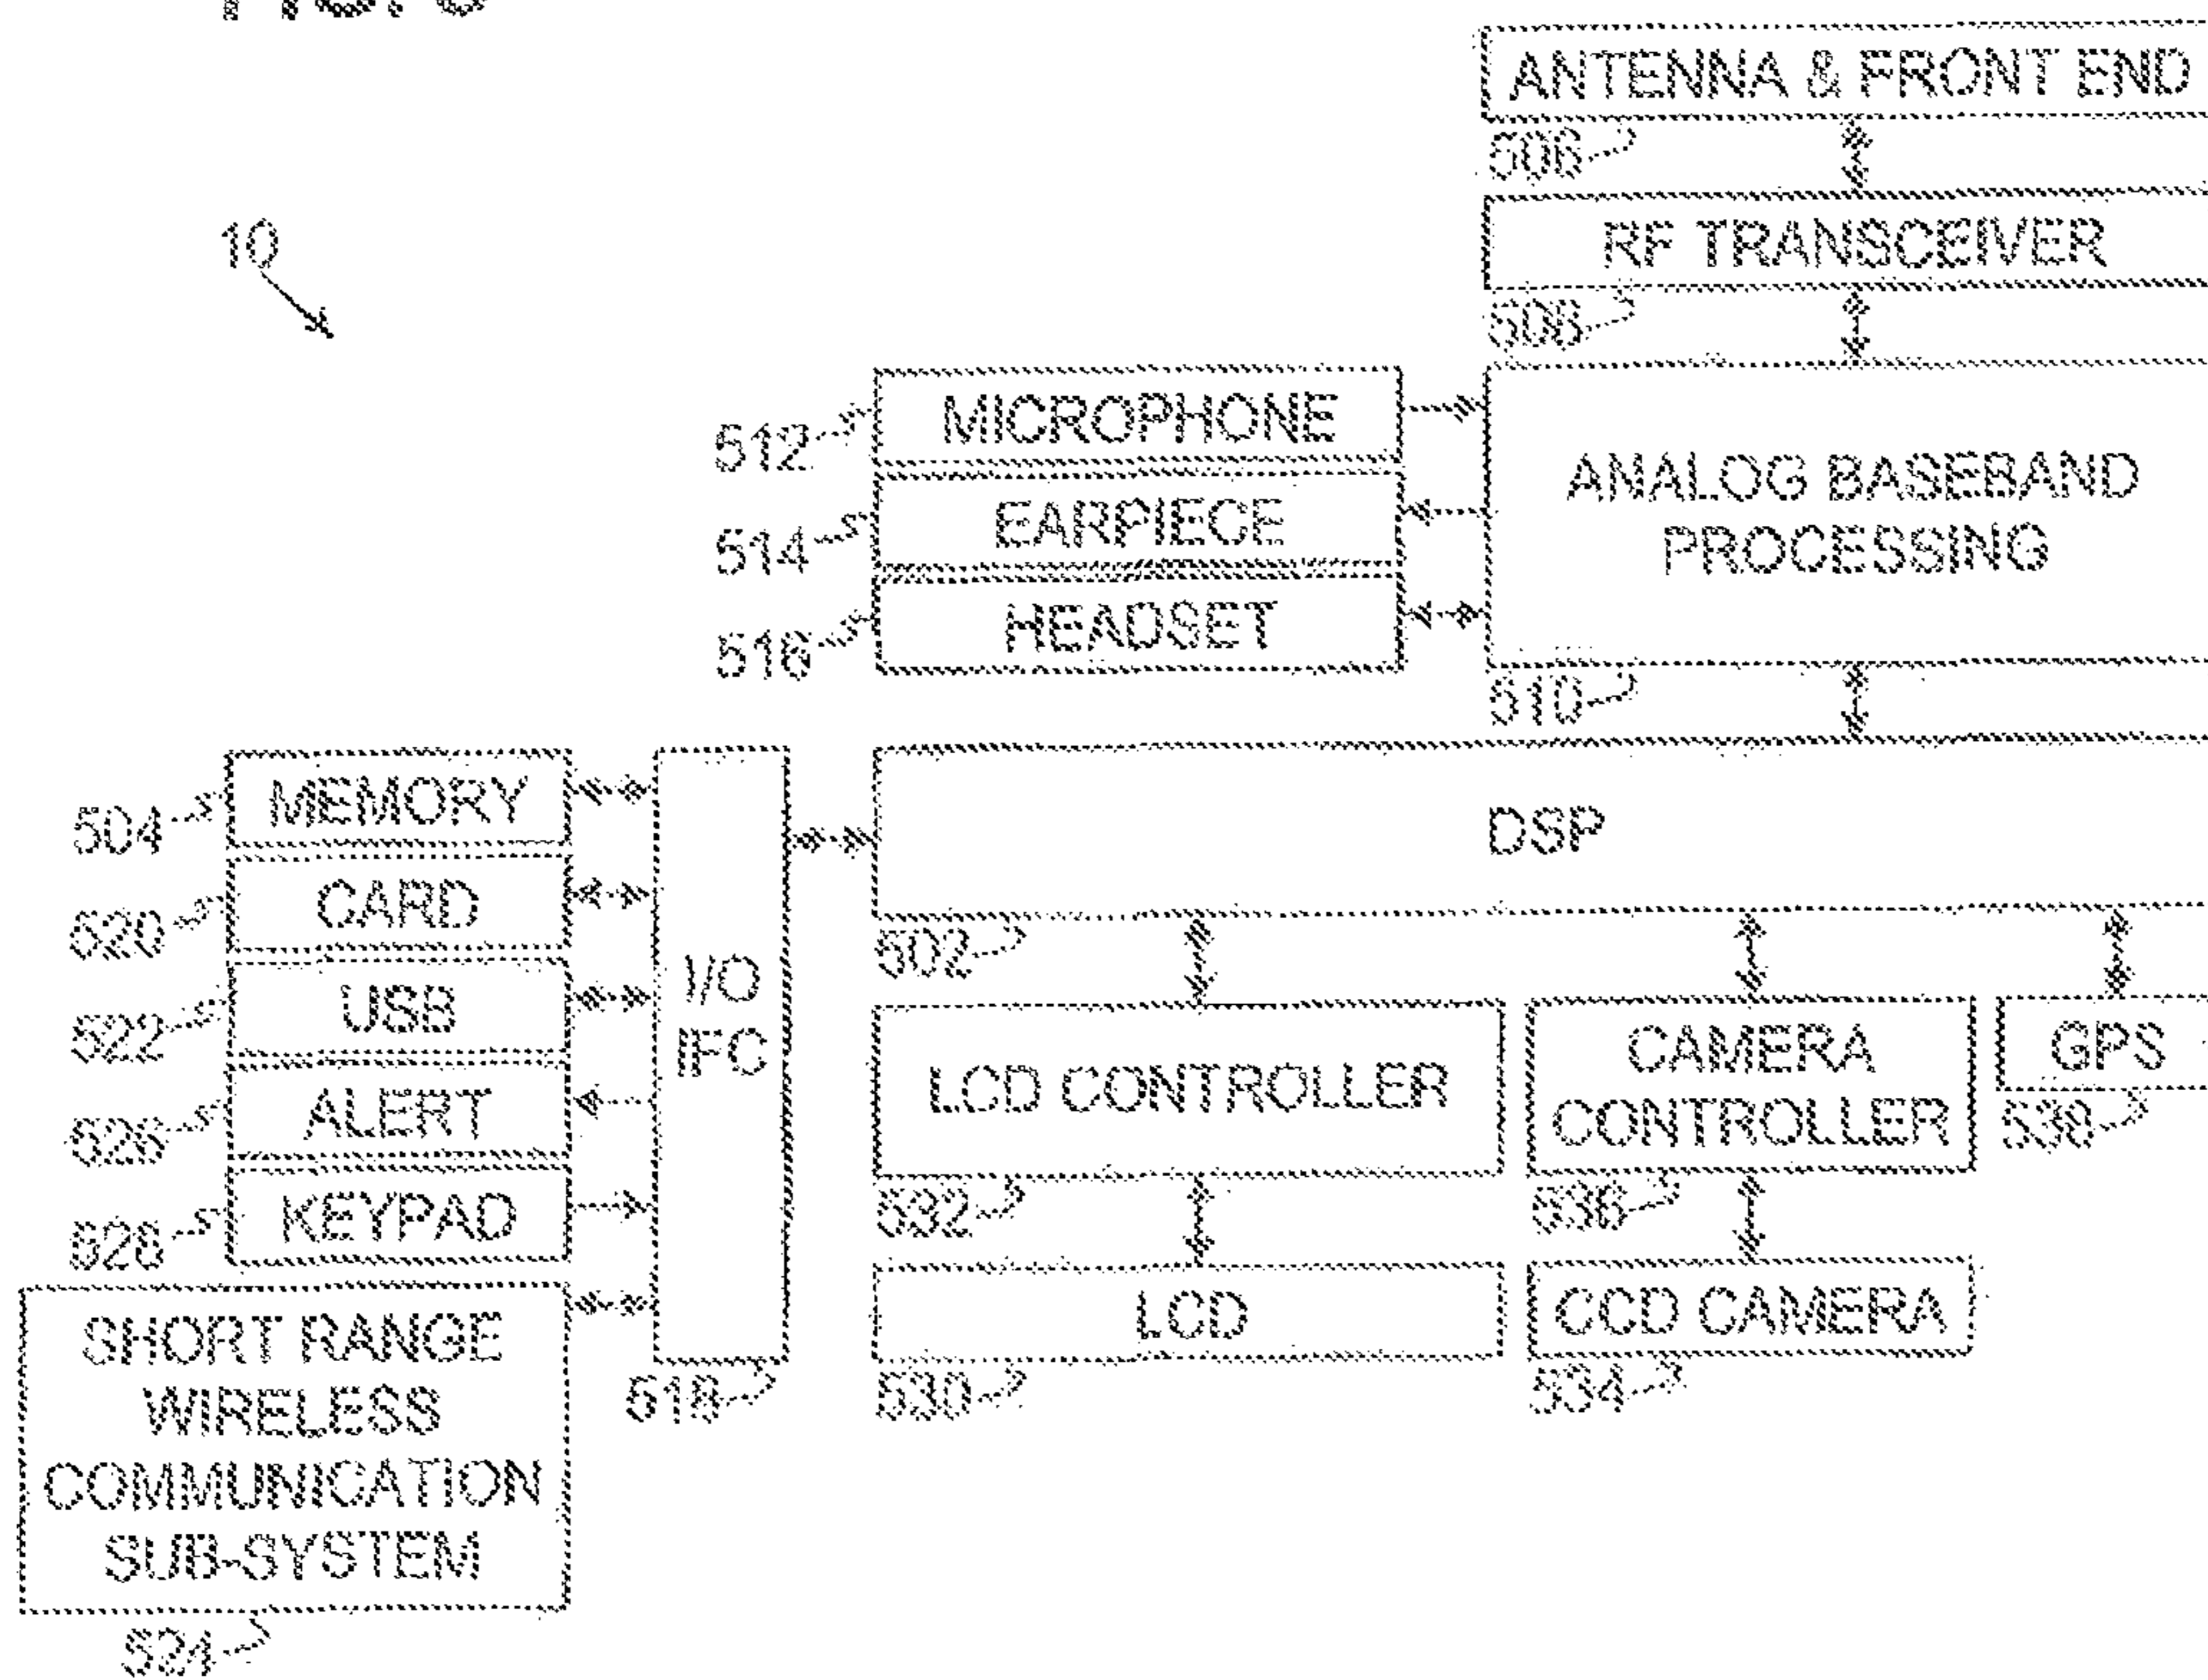 ANTENNA & FRONT END
506
RF TRANSCEIVER
508
10
MICROPHONE
512
EARPIECE
514
HEADSET
516
ANALOG BASEBAND
PROCESSING
510
MEMORY
504
CARD
520
USB
522
ALERT
526
KEYPAD
528
SHORT RANGE
WIRELESS
COMMUNICATION
SUB-SYSTEM
524
I/O
IFC
518
DSP
502
LCD CONTROLLER
532
LCD
530
CAMERA
CONTROLLER
536
CCD CAMERA
534
GPS
538